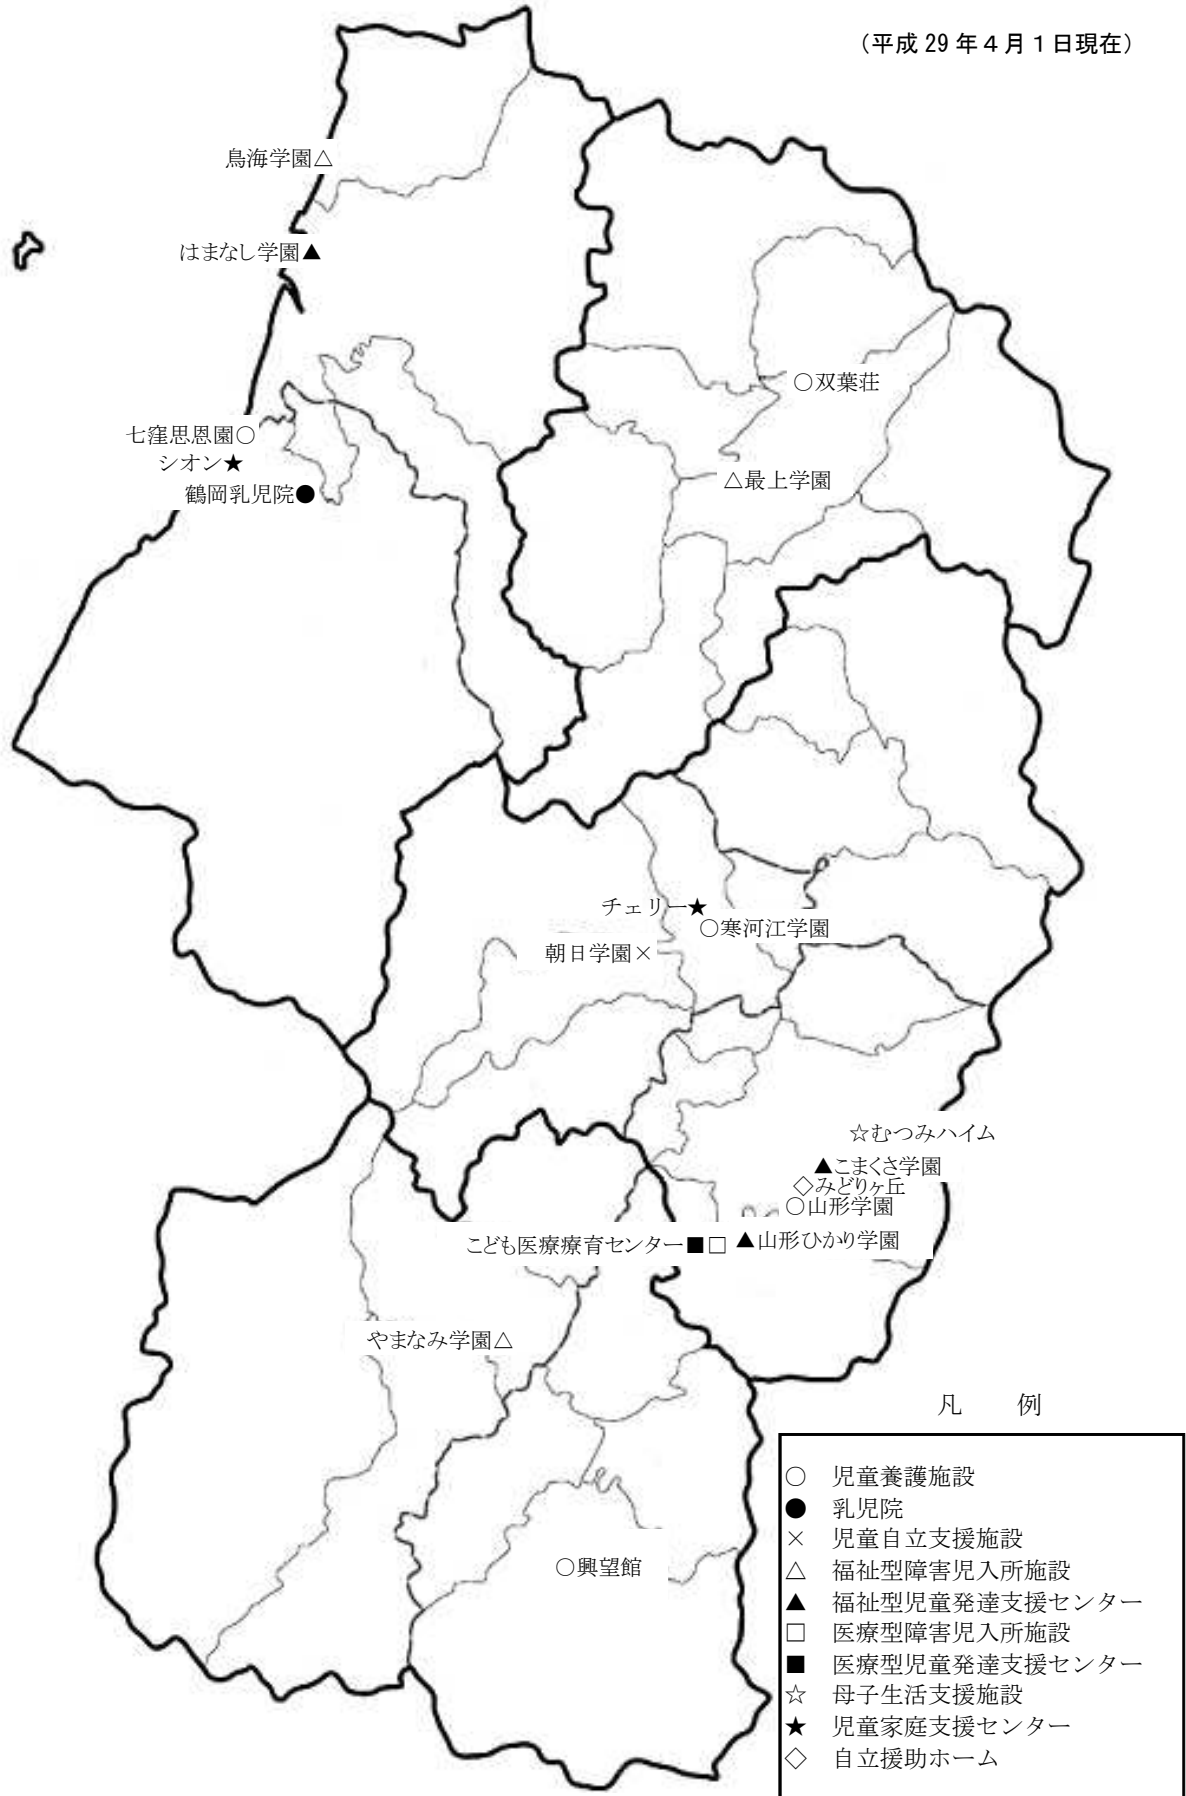 （平成 29 年４月１日現在）
鳥海学園△
はまなし学園▲
○双葉荘
七窪思恩園○
シオン★
鶴岡乳児院●
△最上学園
チェリー★
○寒河江学園
朝日学園×
☆むつみハイム
▲こまくさ学園
◇みどりヶ丘
○山形学園
こども医療療育センター■□
▲山形ひかり学園
やまなみ学園△
○興望館
凡　例
○ 児童養護施設
● 乳児院
× 児童自立支援施設
△ 福祉型障害児入所施設
▲ 福祉型児童発達支援センター
□ 医療型障害児入所施設
■ 医療型児童発達支援センター
☆ 母子生活支援施設
★ 児童家庭支援センター
◇ 自立援助ホーム